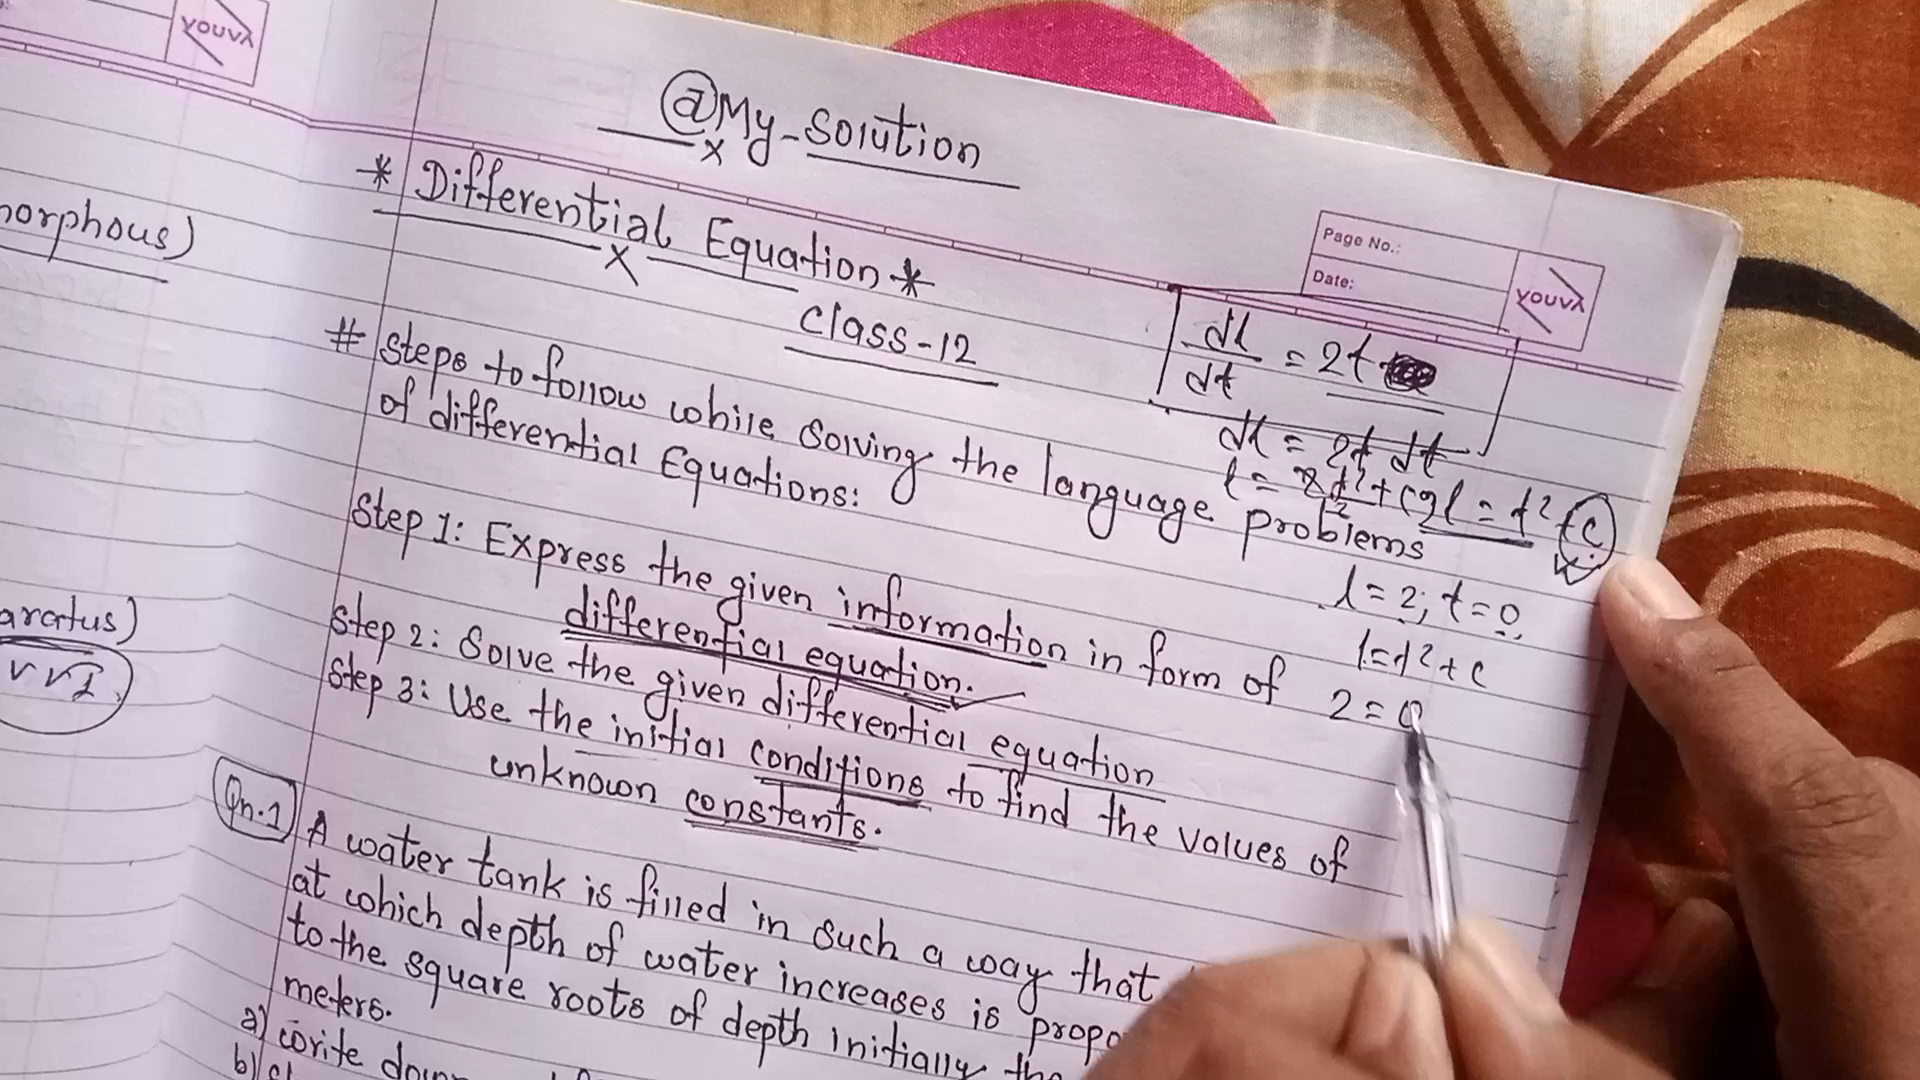 YOUVA
@My-Solution
* Differential Equation *
class-12
Page No.:
Date:
YOUVA
# Steps to follow while solving the language problems
of differential Equations:
Step 1: Express the given information in form of
differential equation.
Step 2: Solve the given differential equation
Step 3: Use the initial conditions to find the values of
unknown constants.
Qn.1 A water tank is filled in such a way that
at which depth of water increases is propo
to the square roots of depth initially the
meters.
a) Write down
b)
dl/dt = 2t
dl = 2t dt
l = 2t²/2 + c
l = t² + c
l = 2; t = 0
l = t² + c
2 = 0
morphous)
aratus)